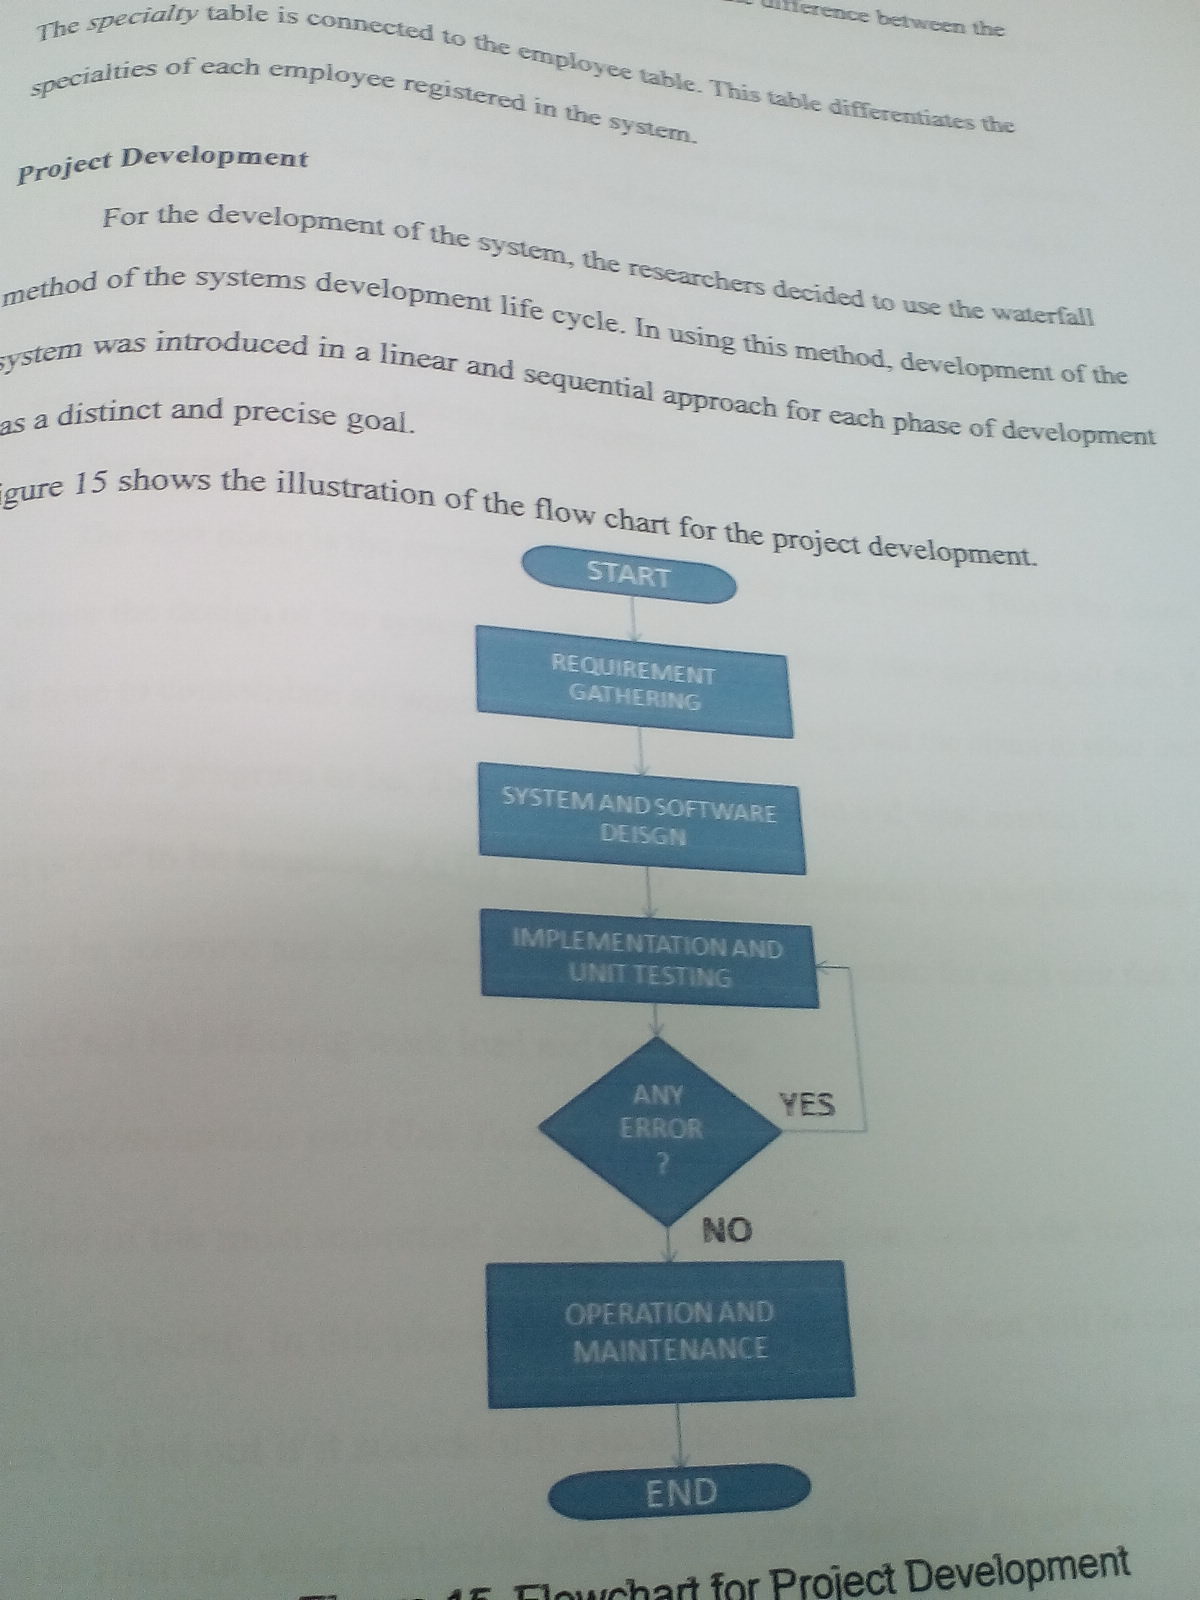 difference between the
The specialty table is connected to the employee table. This table differentiates the
specialties of each employee registered in the system.
Project Development
For the development of the system, the researchers decided to use the waterfall
method of the systems development life cycle. In using this method, development of the
system was introduced in a linear and sequential approach for each phase of development
as a distinct and precise goal.
igure 15 shows the illustration of the flow chart for the project development.
START
REQUIREMENT
GATHERING
SYSTEM AND SOFTWARE
DEISGN
IMPLEMENTATION AND
UNIT TESTING
ANY
ERROR
?
YES
NO
OPERATION AND
MAINTENANCE
END
15. Flowchart for Project Development